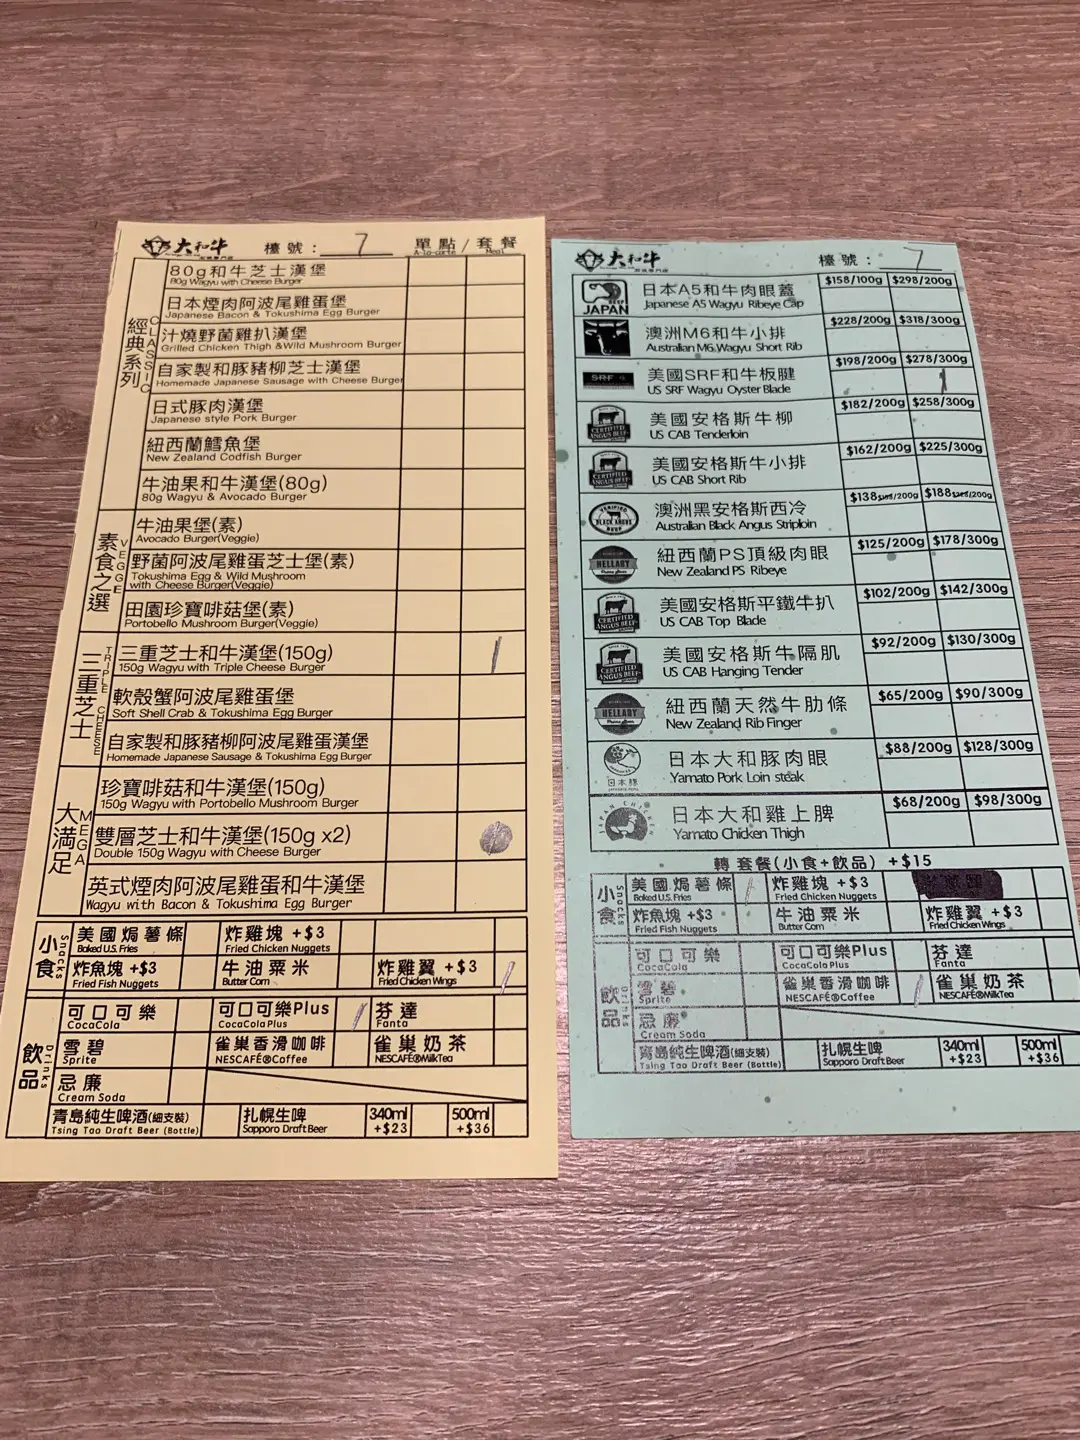 大和牛
檯號： 7
單點 / 套餐
A-la-carte Meal
經典系列
CLASSIC
80g和牛芝士漢堡
80g Wagyu with Cheese Burger
日本煙肉阿波尾雞蛋堡
Japanese Bacon & Tokushima Egg Burger
汁燒野菌雞扒漢堡
Grilled Chicken Thigh &Wild Mushroom Burger
自家製和豚豬柳芝士漢堡
Homemade Japanese Sausage with Cheese Burger
日式豚肉漢堡
Japanese style Pork Burger
紐西蘭鱈魚堡
New Zealand Codfish Burger
牛油果和牛漢堡(80g)
80g Wagyu & Avocado Burger
素食之選
VEGGE
牛油果堡(素)
Avocado Burger(Veggie)
野菌阿波尾雞蛋芝士堡(素)
Tokushima Egg & Wild Mushroom
with Cheese Burger(Veggie)
田園珍寶啡菇堡(素)
Portobello Mushroom Burger(Veggie)
三重芝士
TRIPLE CHEESE
三重芝士和牛漢堡(150g)
150g Wagyu with Triple Cheese Burger
軟殼蟹阿波尾雞蛋堡
Soft Shell Crab & Tokushima Egg Burger
自家製和豚豬柳阿波尾雞蛋漢堡
Homemade Japanese Sausage & Tokushima Egg Burger
大滿足
MEGA
珍寶啡菇和牛漢堡(150g)
150g Wagyu with Portobello Mushroom Burger
雙層芝士和牛漢堡(150g x2)
Double 150g Wagyu with Cheese Burger
英式煙肉阿波尾雞蛋和牛漢堡
Wagyu with Bacon & Tokushima Egg Burger
小食
Snacks
美國焗薯條 炸雞塊 +$3
Baked U.S. Fries Fried Chicken Nuggets
炸魚塊 +$3 牛油粟米 炸雞翼 +$3
Fried Fish Nuggets Butter Corn Fried Chicken Wings
飲品
Drinks
可口可樂 可口可樂Plus 芬達
CocaCola CocaCola Plus Fanta
雪碧 雀巢香滑咖啡 雀巢奶茶
Sprite NESCAFÉ®Coffee NESCAFÉ®MilkTea
忌廉
Cream Soda
青島純生啤酒(細支裝) 扎幌生啤 340ml 500ml
Tsing Tao Draft Beer (Bottle) Sapporo Draft Beer +$23 +$36
大和牛
檯號： 7
JAPAN
日本A5和牛肉眼蓋 $158/100g $298/200g
Japanese A5 Wagyu Ribeye Cap
澳洲M6和牛小排 $228/200g $318/300g
Australian M6 Wagyu Short Rib
SRF
美國SRF和牛板腱 $198/200g $278/300g
US SRF Wagyu Oyster Blade
CERTIFIED
ANGUS BEEF
美國安格斯牛柳 $182/200g $258/300g
US CAB Tenderloin
CERTIFIED
ANGUS BEEF
美國安格斯牛小排 $162/200g $225/300g
US CAB Short Rib
BLACK ANGUS
澳洲黑安格斯西冷 $138/200g $188/200g
Australian Black Angus Striploin
HELLABY
紐西蘭PS頂級肉眼 $125/200g $178/300g
New Zealand PS Ribeye
CERTIFIED
ANGUS BEEF
美國安格斯平鐵牛扒 $102/200g $142/300g
US CAB Top Blade
CERTIFIED
ANGUS BEEF
美國安格斯牛隔肌 $92/200g $130/300g
US CAB Hanging Tender
HELLABY
紐西蘭天然牛肋條 $65/200g $90/300g
New Zealand Rib Finger
日本豚
日本大和豚肉眼 $88/200g $128/300g
Yamato Pork Loin steak
JAPAN CHICKEN
日本大和雞上脾 $68/200g $98/300g
Yamato Chicken Thigh
轉 套餐(小食+飲品) +$15
小食
Snacks
美國焗薯條 炸雞塊 +$3
Baked U.S. Fries Fried Chicken Nuggets
炸魚塊 +$3 牛油粟米 炸雞翼 +$3
Fried Fish Nuggets Butter Corn Fried Chicken Wings
飲品
Drinks
可口可樂 可口可樂Plus 芬達
CocaCola CocaCola Plus Fanta
雪碧 雀巢香滑咖啡 雀巢奶茶
Sprite NESCAFÉ®Coffee NESCAFÉ®MilkTea
忌廉
Cream Soda
青島純生啤酒(細支裝) 扎幌生啤 340ml 500ml
Tsing Tao Draft Beer (Bottle) Sapporo Draft Beer +$23 +$36